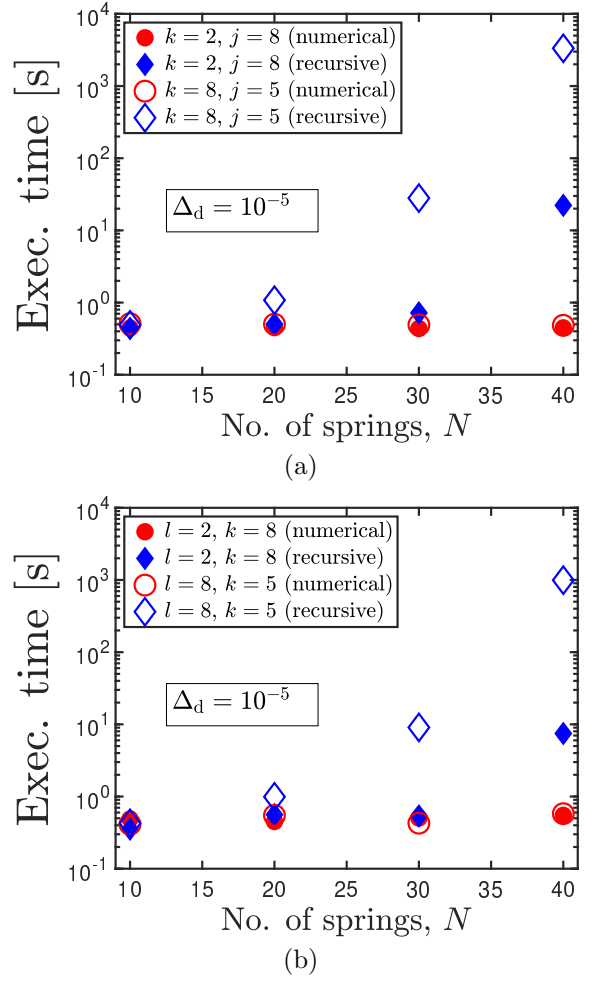 10^4
k = 2, j = 8 (numerical)
k = 2, j = 8 (recursive)
10^3
k = 8, j = 5 (numerical)
k = 8, j = 5 (recursive)
10^2
Δ_d = 10^{-5}
10^1
10^0
10^{-1}
Exec. time [s]
10 15 20 25 30 35 40
No. of springs, N
(a)
10^4
l = 2, k = 8 (numerical)
l = 2, k = 8 (recursive)
10^3
l = 8, k = 5 (numerical)
l = 8, k = 5 (recursive)
10^2
Δ_d = 10^{-5}
10^1
10^0
10^{-1}
Exec. time [s]
10 15 20 25 30 35 40
No. of springs, N
(b)